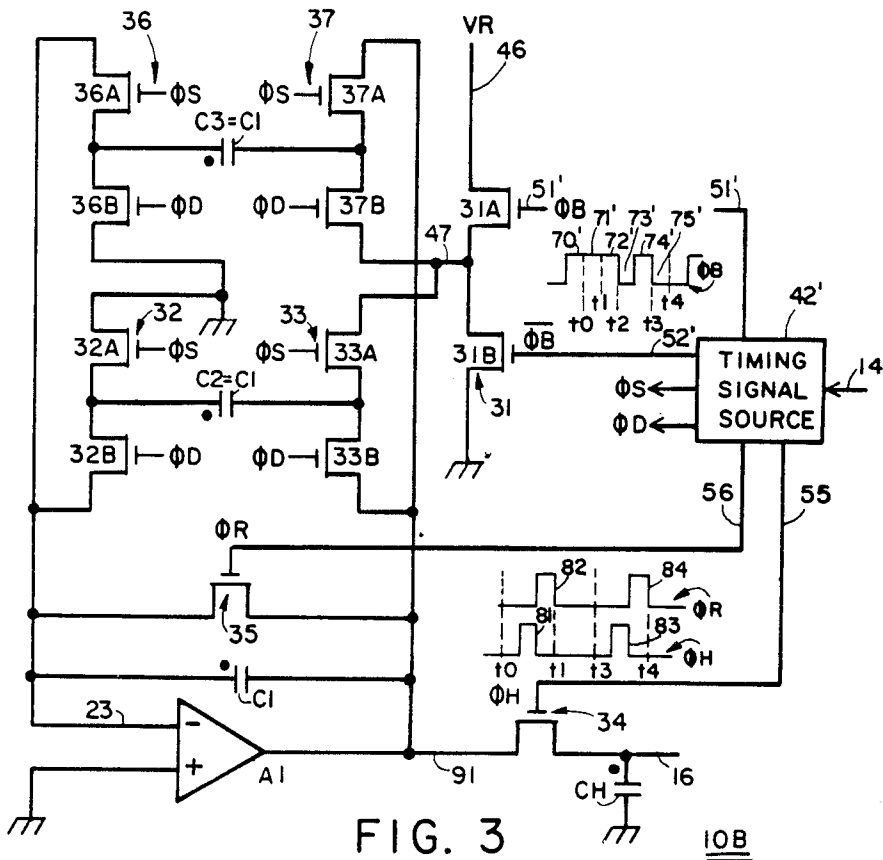 36
37
VR
46
36A
ΦS
ΦS
37A
C3=C1
36B
ΦD
ΦD
37B
31A
51'
ΦB
51'
47
70'
71'
72'
73'
74'
75'
ΦB
t0
t1
t2
t3
t4
42'
32
33
32A
ΦS
ΦS
33A
31B
Φ̅B̅
52'
TIMING
SIGNAL
SOURCE
14
ΦS
ΦD
C2=C1
31
32B
ΦD
ΦD
33B
56
55
ΦR
35
82
84
ΦR
81
83
ΦH
t0
t1
t3
t4
C1
ΦH
34
23
-
+
A1
91
16
CH
FIG. 3
10B